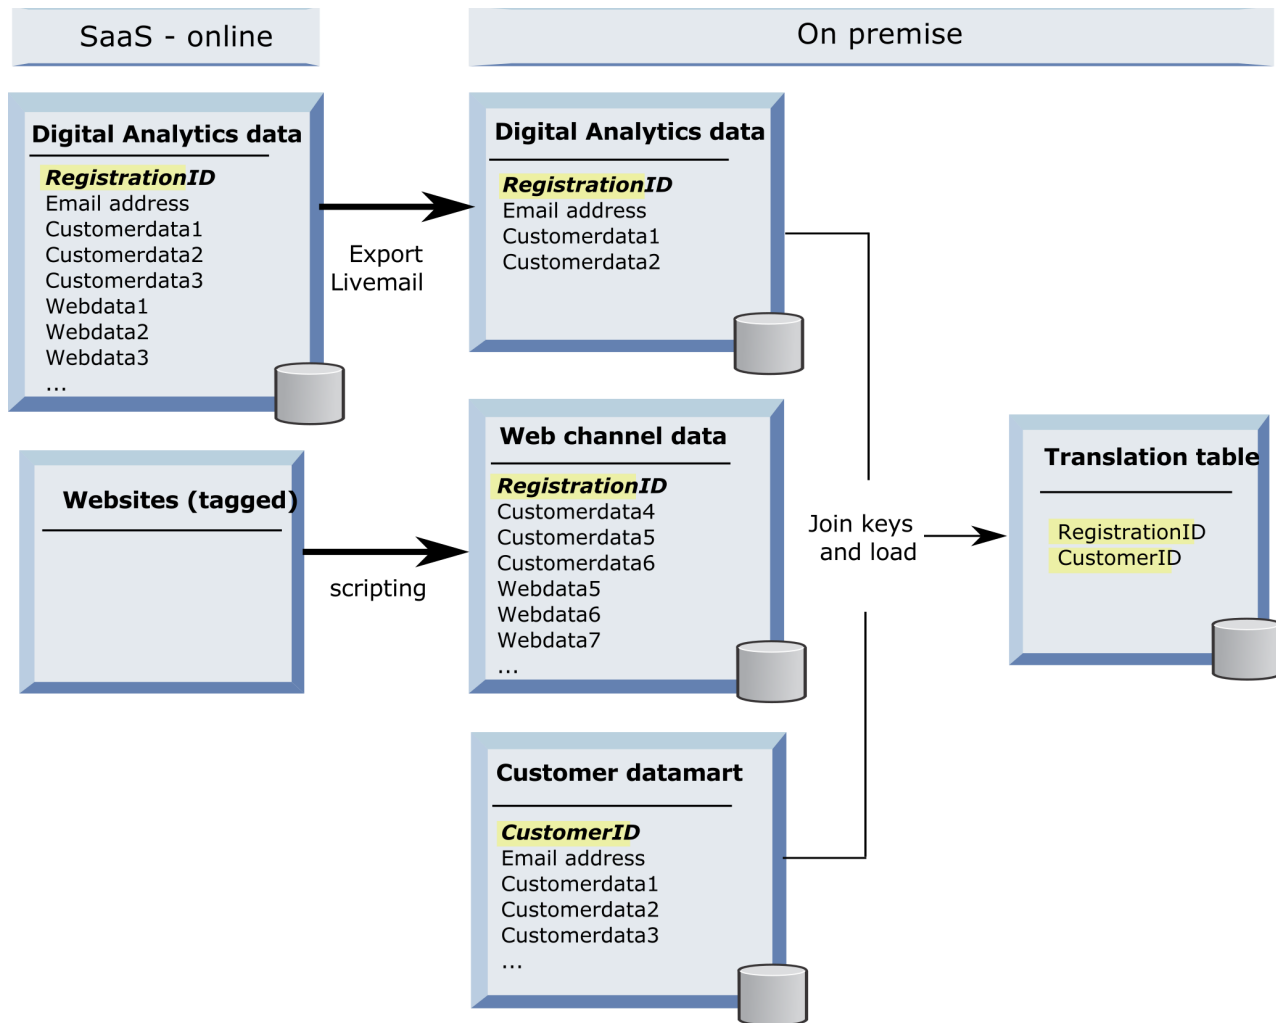 SaaS - online
On premise
Digital Analytics data
RegistrationID
Email address
Customerdata1
Customerdata2
Customerdata3
Webdata1
Webdata2
Webdata3
...
Export
Livemail
Digital Analytics data
RegistrationID
Email address
Customerdata1
Customerdata2
Websites (tagged)
scripting
Web channel data
RegistrationID
Customerdata4
Customerdata5
Customerdata6
Webdata5
Webdata6
Webdata7
...
Customer datamart
CustomerID
Email address
Customerdata1
Customerdata2
Customerdata3
...
Join keys
and load
Translation table
RegistrationID
CustomerID